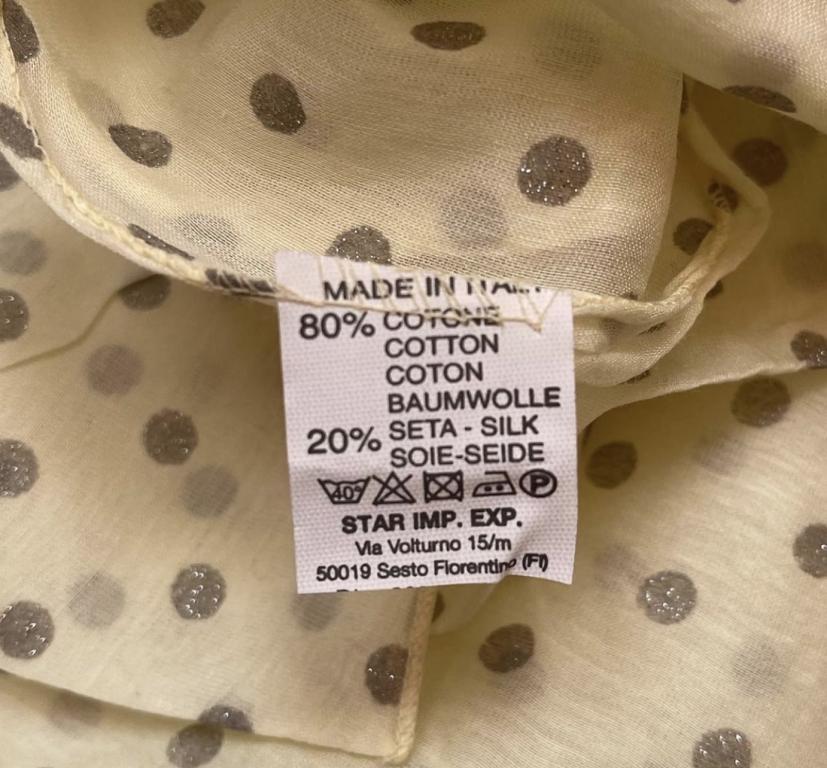 MADE IN ITALY
80% COTONE
COTTON
COTON
BAUMWOLLE
20% SETA - SILK
SOIE-SEIDE
40° P
STAR IMP. EXP.
Via Volturno 15/m
50019 Sesto Fiorentino (FI)